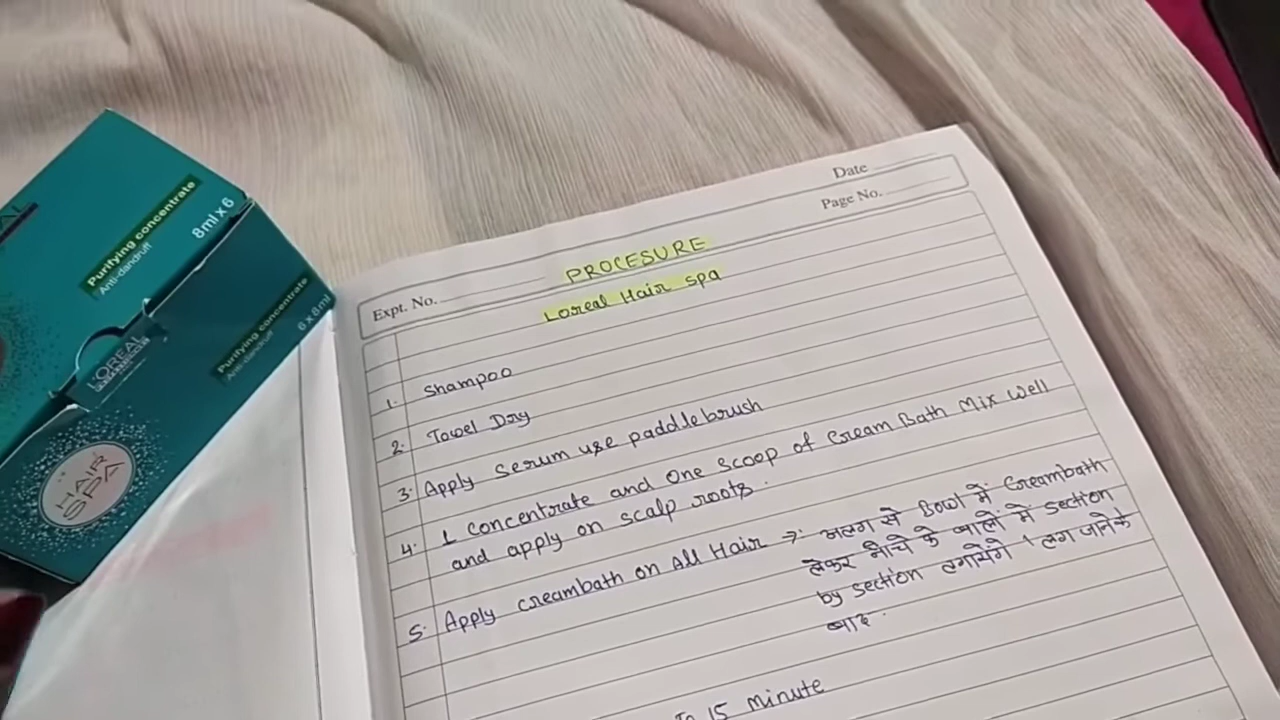 Purifying concentrate
Anti-dandruff
8ml x 6
L'OREAL
Purifying concentrate
Anti-dandruff
6 x 8ml
HAIR
SPA
Date
Page No.
Expt. No.
PROCESURE
Loreal Hair spa
1. Shampoo
2. Towel Dry
3. Apply serum use paddlebrush
4. 1 concentrate and one scoop of Cream Bath Mix well
and apply on scalp roots.
5. Apply creambath on All Hair → अलग से Bowl में Creambath
लेकर नीचे के बालों में section
by section लगायेंगे । लग जाने के
बाद.
15 minute